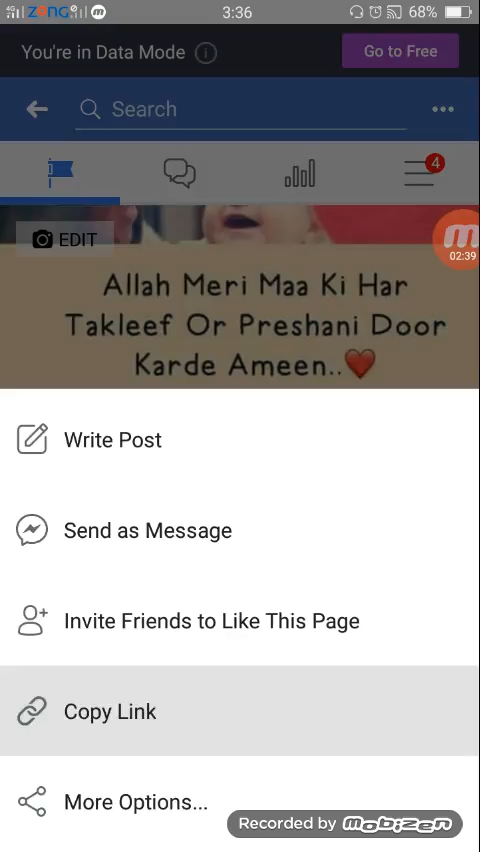 4G ZONG 3:36 68%
You're in Data Mode Go to Free
Search
4
EDIT
02:39
Allah Meri Maa Ki Har
Takleef Or Preshani Door
Karde Ameen..❤️
Write Post
Send as Message
Invite Friends to Like This Page
Copy Link
More Options...
Recorded by mobizen